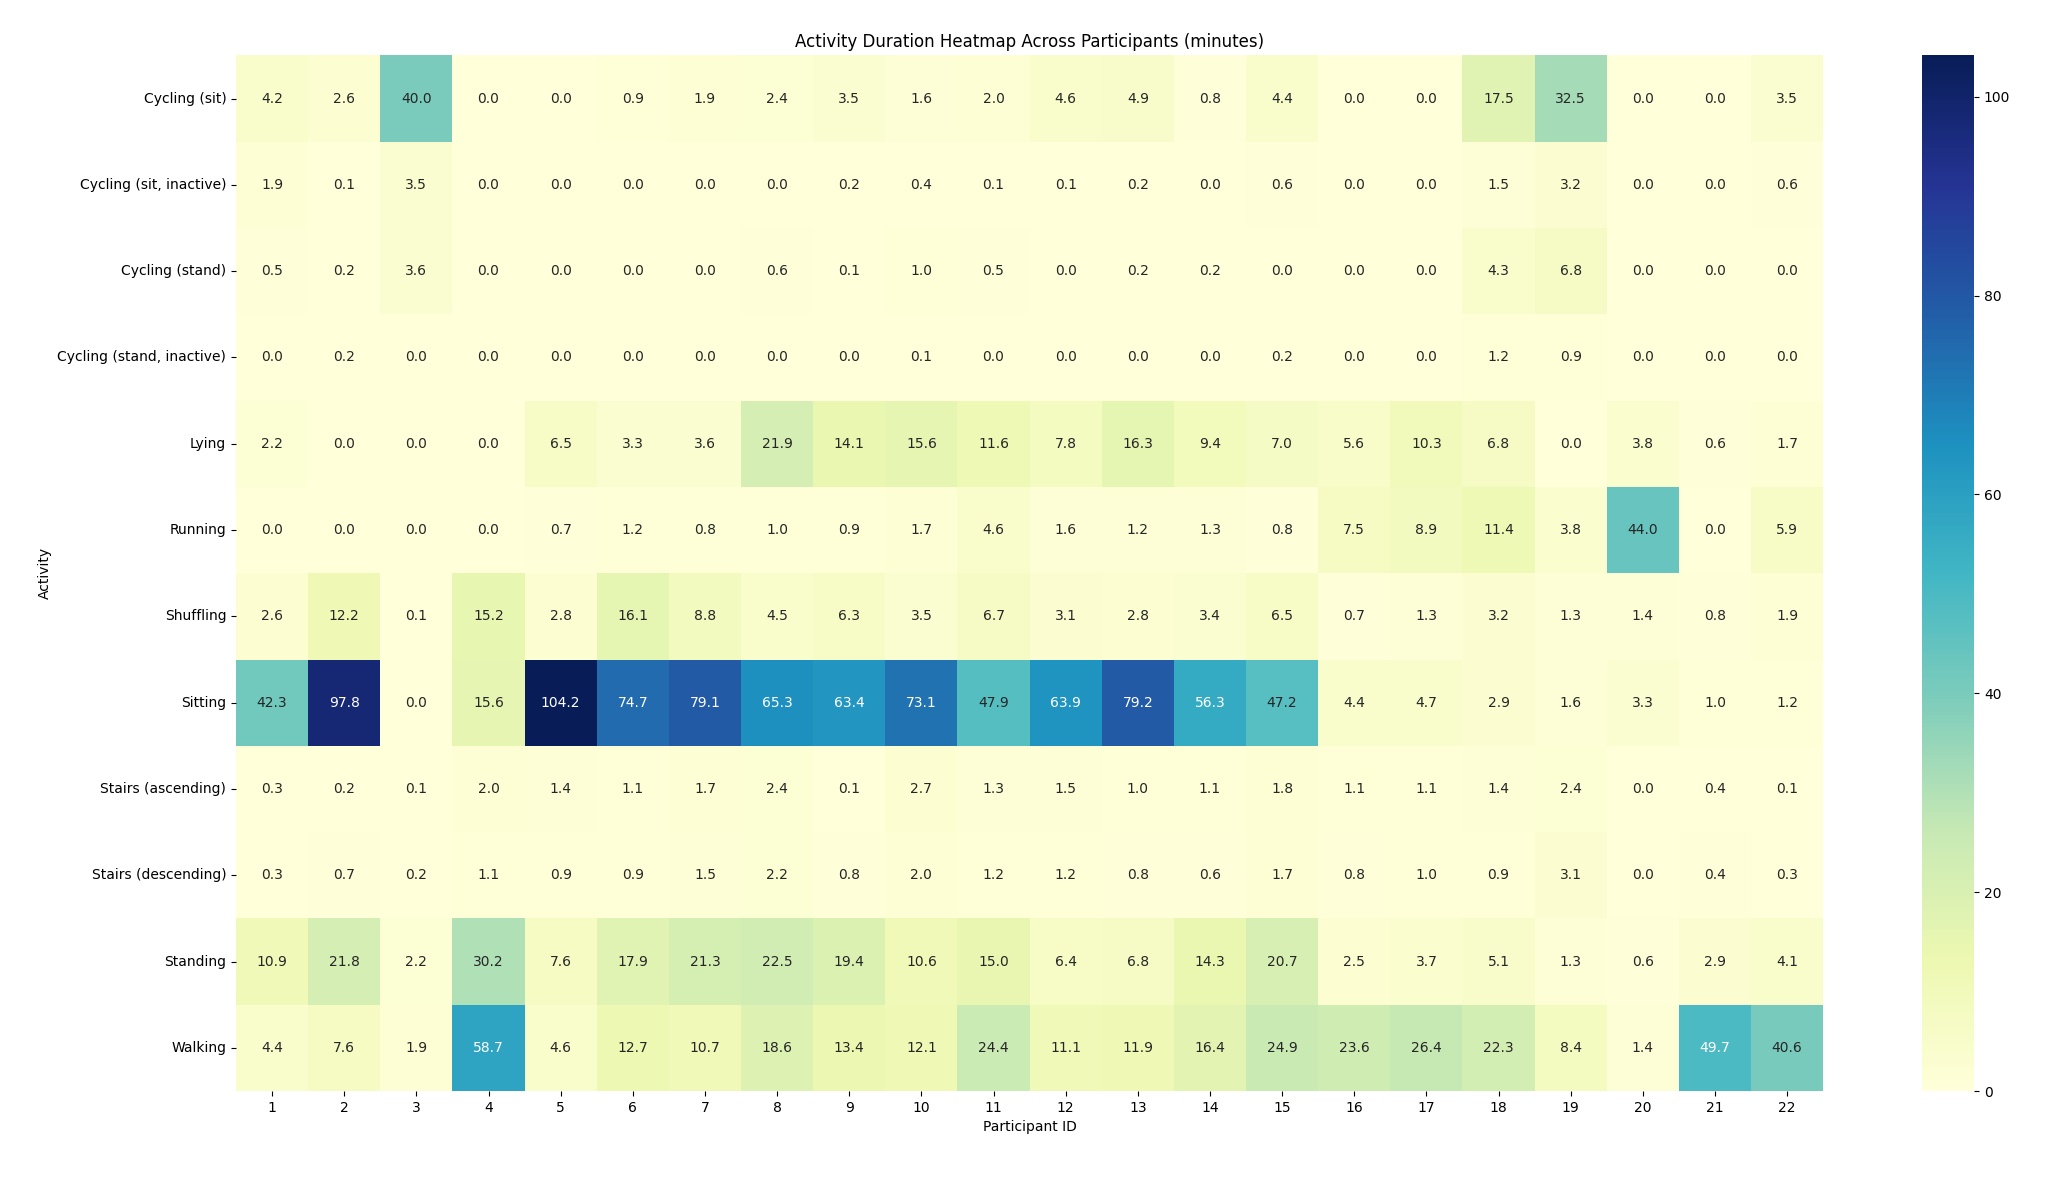 Activity Duration Heatmap Across Participants (minutes)
Cycling (sit) 4.2 2.6 40.0 0.0 0.0 0.9 1.9 2.4 3.5 1.6 2.0 4.6 4.9 0.8 4.4 0.0 0.0 17.5 32.5 0.0 0.0 3.5
Cycling (sit, inactive) 1.9 0.1 3.5 0.0 0.0 0.0 0.0 0.0 0.2 0.4 0.1 0.1 0.2 0.0 0.6 0.0 0.0 1.5 3.2 0.0 0.0 0.6
Cycling (stand) 0.5 0.2 3.6 0.0 0.0 0.0 0.0 0.6 0.1 1.0 0.5 0.0 0.2 0.2 0.0 0.0 0.0 4.3 6.8 0.0 0.0 0.0
Cycling (stand, inactive) 0.0 0.2 0.0 0.0 0.0 0.0 0.0 0.0 0.0 0.1 0.0 0.0 0.0 0.0 0.2 0.0 0.0 1.2 0.9 0.0 0.0 0.0
Lying 2.2 0.0 0.0 0.0 6.5 3.3 3.6 21.9 14.1 15.6 11.6 7.8 16.3 9.4 7.0 5.6 10.3 6.8 0.0 3.8 0.6 1.7
Running 0.0 0.0 0.0 0.0 0.7 1.2 0.8 1.0 0.9 1.7 4.6 1.6 1.2 1.3 0.8 7.5 8.9 11.4 3.8 44.0 0.0 5.9
Shuffling 2.6 12.2 0.1 15.2 2.8 16.1 8.8 4.5 6.3 3.5 6.7 3.1 2.8 3.4 6.5 0.7 1.3 3.2 1.3 1.4 0.8 1.9
Sitting 42.3 97.8 0.0 15.6 104.2 74.7 79.1 65.3 63.4 73.1 47.9 63.9 79.2 56.3 47.2 4.4 4.7 2.9 1.6 3.3 1.0 1.2
Stairs (ascending) 0.3 0.2 0.1 2.0 1.4 1.1 1.7 2.4 0.1 2.7 1.3 1.5 1.0 1.1 1.8 1.1 1.1 1.4 2.4 0.0 0.4 0.1
Stairs (descending) 0.3 0.7 0.2 1.1 0.9 0.9 1.5 2.2 0.8 2.0 1.2 1.2 0.8 0.6 1.7 0.8 1.0 0.9 3.1 0.0 0.4 0.3
Standing 10.9 21.8 2.2 30.2 7.6 17.9 21.3 22.5 19.4 10.6 15.0 6.4 6.8 14.3 20.7 2.5 3.7 5.1 1.3 0.6 2.9 4.1
Walking 4.4 7.6 1.9 58.7 4.6 12.7 10.7 18.6 13.4 12.1 24.4 11.1 11.9 16.4 24.9 23.6 26.4 22.3 8.4 1.4 49.7 40.6
1 2 3 4 5 6 7 8 9 10 11 12 13 14 15 16 17 18 19 20 21 22
Participant ID
Activity
100
80
60
40
20
0